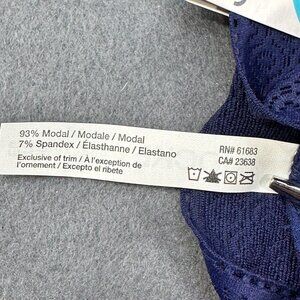 93% Modal / Modale / Modal
7% Spandex / Élasthanne / Elastano
Exclusive of trim / À l'exception de
l'ornement / Excepto el ribete
RN# 61683
CA# 23638